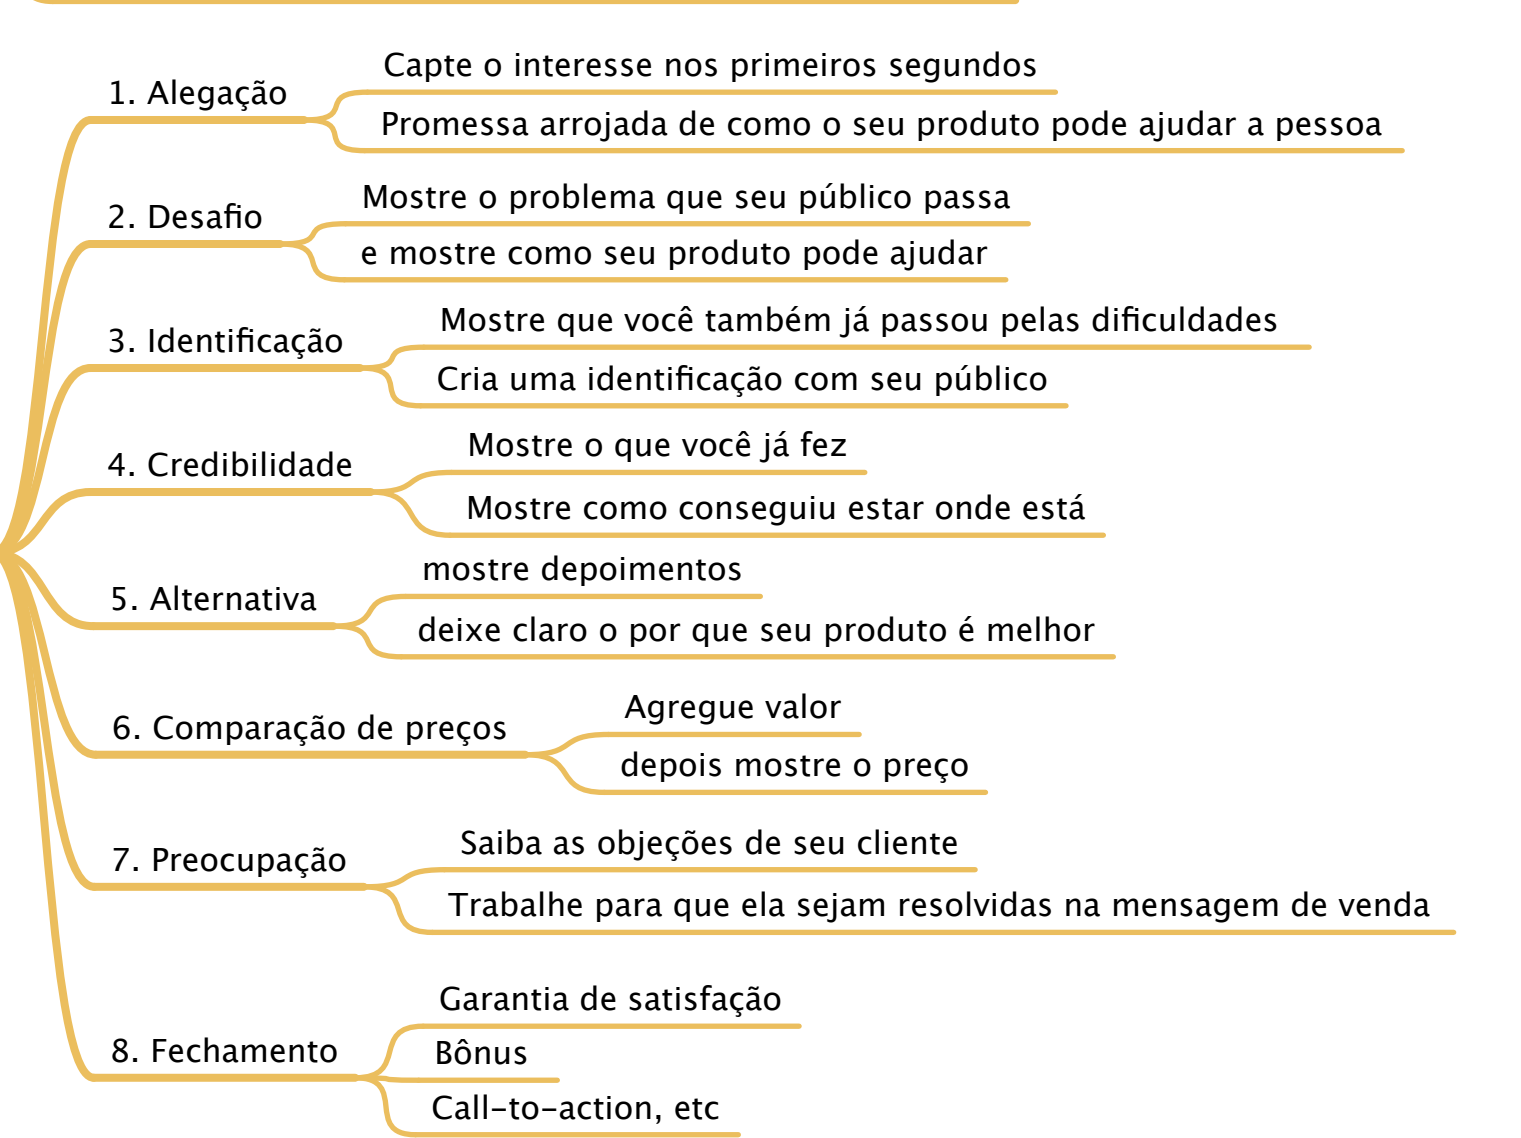 1. Alegação
Capte o interesse nos primeiros segundos
Promessa arrojada de como o seu produto pode ajudar a pessoa
2. Desafio
Mostre o problema que seu público passa
e mostre como seu produto pode ajudar
3. Identificação
Mostre que você também já passou pelas dificuldades
Cria uma identificação com seu público
4. Credibilidade
Mostre o que você já fez
Mostre como conseguiu estar onde está
5. Alternativa
mostre depoimentos
deixe claro o por que seu produto é melhor
6. Comparação de preços
Agregue valor
depois mostre o preço
7. Preocupação
Saiba as objeções de seu cliente
Trabalhe para que ela sejam resolvidas na mensagem de venda
8. Fechamento
Garantia de satisfação
Bônus
Call-to-action, etc